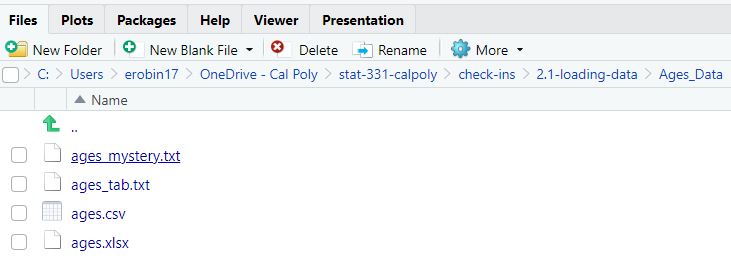 Files Plots Packages Help Viewer Presentation
New Folder New Blank File Delete Rename More
C: Users erobin17 OneDrive - Cal Poly stat-331-calpoly check-ins 2.1-loading-data Ages_Data
Name
..
ages_mystery.txt
ages_tab.txt
ages.csv
ages.xlsx